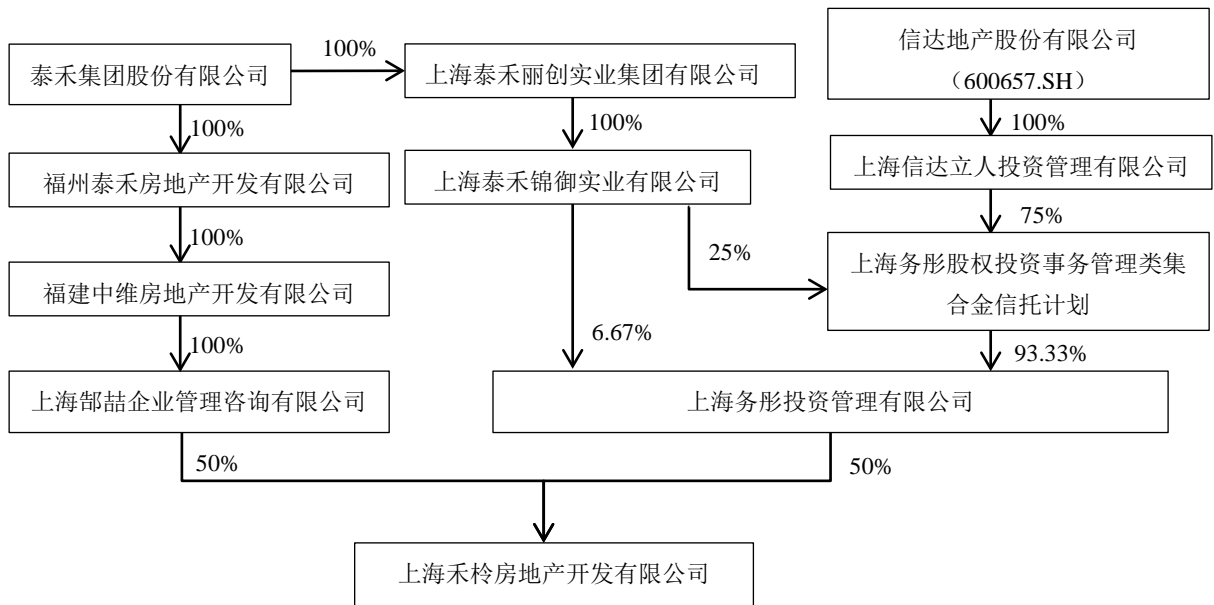 信达地产股份有限公司
（600657.SH）
泰禾集团股份有限公司
100%
上海泰禾丽创实业集团有限公司
100%
100%
100%
福州泰禾房地产开发有限公司
上海泰禾锦御实业有限公司
上海信达立人投资管理有限公司
100%
25%
75%
福建中维房地产开发有限公司
上海务彤股权投资事务管理类集
合金信托计划
100%
6.67%
93.33%
上海郜喆企业管理咨询有限公司
上海务彤投资管理有限公司
50%
50%
上海禾柃房地产开发有限公司